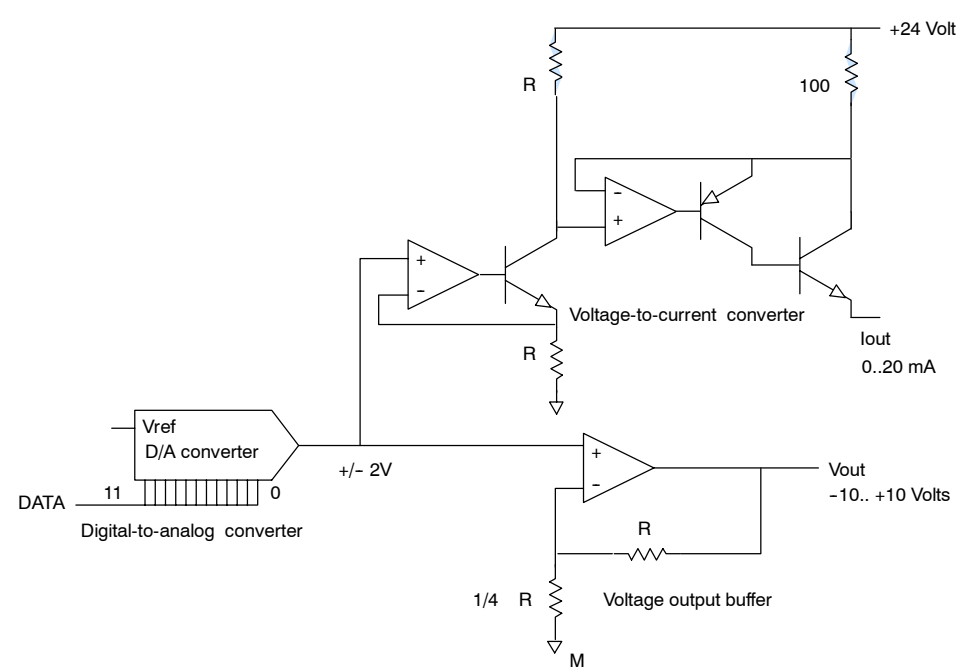 +24 Volt
R
100
-
+
+
-
Voltage-to-current converter
R
Iout
0..20 mA
Vref
D/A converter
+/- 2V
+
-
Vout
-10.. +10 Volts
11
0
DATA
Digital-to-analog converter
R
1/4 R
Voltage output buffer
M